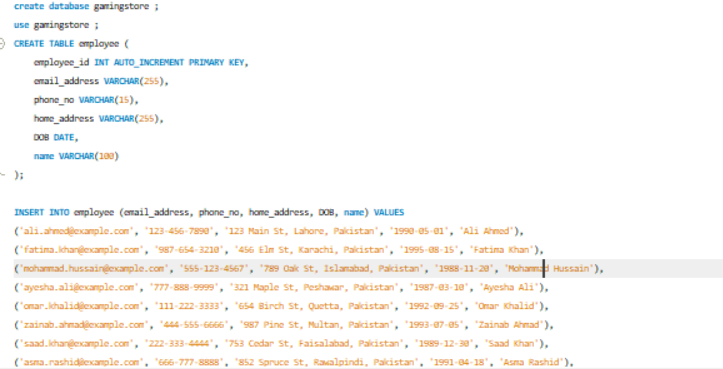 create database gamingstore ;
use gamingstore ;
CREATE TABLE employee (
employee_id INT AUTO_INCREMENT PRIMARY KEY,
email_address VARCHAR(255),
phone_no VARCHAR(15),
home_address VARCHAR(255),
DOB DATE,
name VARCHAR(100)
);
INSERT INTO employee (email_address, phone_no, home_address, DOB, name) VALUES
('ali.ahmed@example.com', '123-456-7890', '123 Main St, Lahore, Pakistan', '1990-05-01', 'Ali Ahmed'),
('fatima.khan@example.com', '987-654-3210', '456 Elm St, Karachi, Pakistan', '1995-08-15', 'Fatima Khan'),
('mohammad.hussain@example.com', '555-123-4567', '789 Oak St, Islamabad, Pakistan', '1988-11-20', 'Mohammad Hussain'),
('ayesha.ali@example.com', '777-888-9999', '321 Maple St, Peshawar, Pakistan', '1987-03-10', 'Ayesha Ali'),
('omar.khalid@example.com', '111-222-3333', '654 Birch St, Quetta, Pakistan', '1992-09-25', 'Omar Khalid'),
('zainab.ahmad@example.com', '444-555-6666', '987 Pine St, Multan, Pakistan', '1993-07-05', 'Zainab Ahmad'),
('saad.khan@example.com', '222-333-4444', '753 Cedar St, Faisalabad, Pakistan', '1989-12-30', 'Saad Khan'),
('asma.rashid@example.com', '666-777-8888', '852 Spruce St, Rawalpindi, Pakistan', '1991-04-18', 'Asma Rashid'),